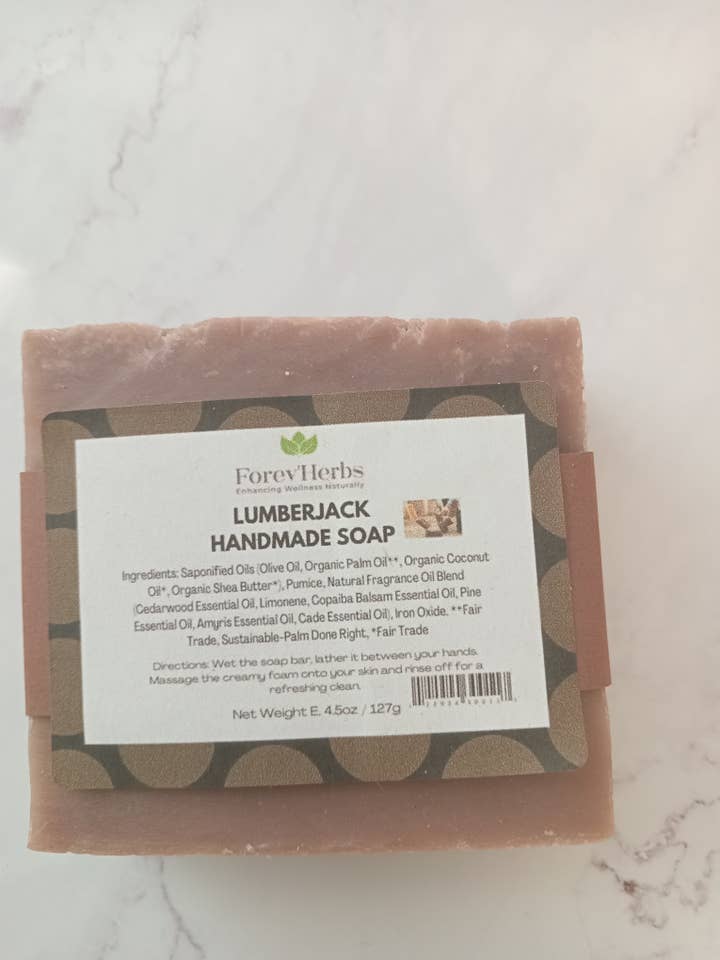 Forev'Herbs
Enhancing Wellness Naturally
LUMBERJACK
HANDMADE SOAP
Ingredients: Saponified Oils (Olive Oil, Organic Palm Oil**, Organic Coconut
Oil*, Organic Shea Butter*), Pumice, Natural Fragrance Oil Blend
(Cedarwood Essential Oil, Limonene, Copaiba Balsam Essential Oil, Pine
Essential Oil, Amyris Essential Oil, Cade Essential Oil), Iron Oxide. **Fair
Trade, Sustainable-Palm Done Right, *Fair Trade
Directions: Wet the soap bar, lather it between your hands.
Massage the creamy foam onto your skin and rinse off for a
refreshing clean.
Net Weight E. 4.5oz / 127g